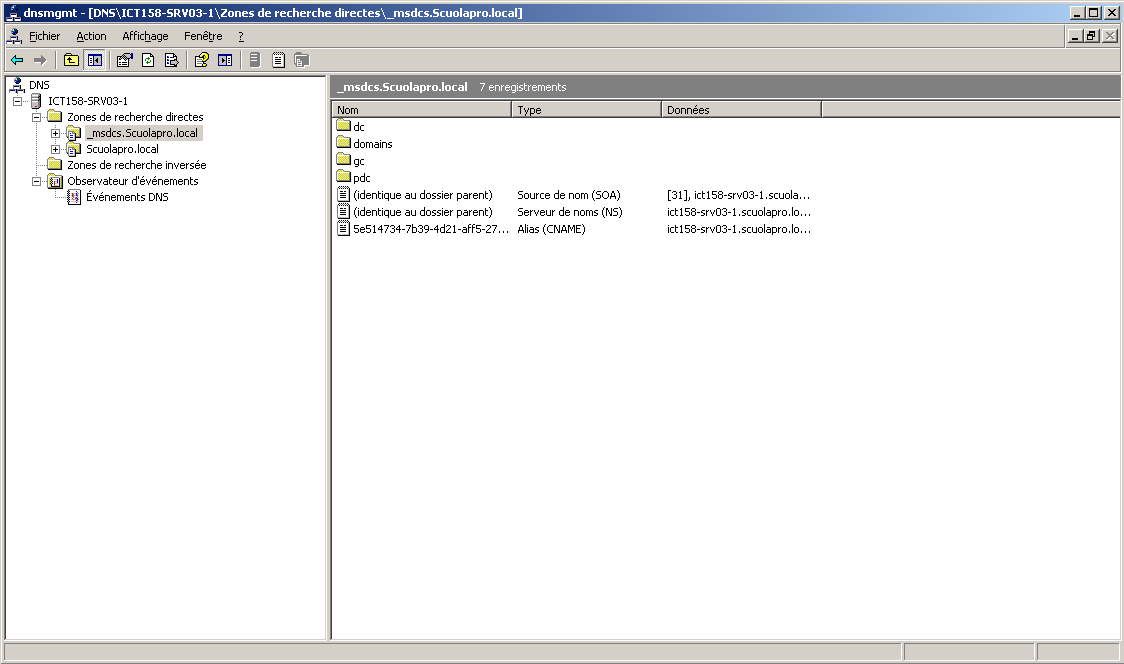 dnsmgmt - [DNS\ICT158-SRV03-1\Zones de recherche directes\_msdcs.Scuolapro.local]
Fichier Action Affichage Fenêtre ?
DNS
ICT158-SRV03-1
Zones de recherche directes
_msdcs.Scuolapro.local
Scuolapro.local
Zones de recherche inversée
Observateur d'événements
Événements DNS
_msdcs.Scuolapro.local 7 enregistrements
Nom Type Données
dc
domains
gc
pdc
(identique au dossier parent) Source de nom (SOA) [31], ict158-srv03-1.scuola...
(identique au dossier parent) Serveur de noms (NS) ict158-srv03-1.scuolapro.lo...
5e514734-7b39-4d21-aff5-27... Alias (CNAME) ict158-srv03-1.scuolapro.lo...